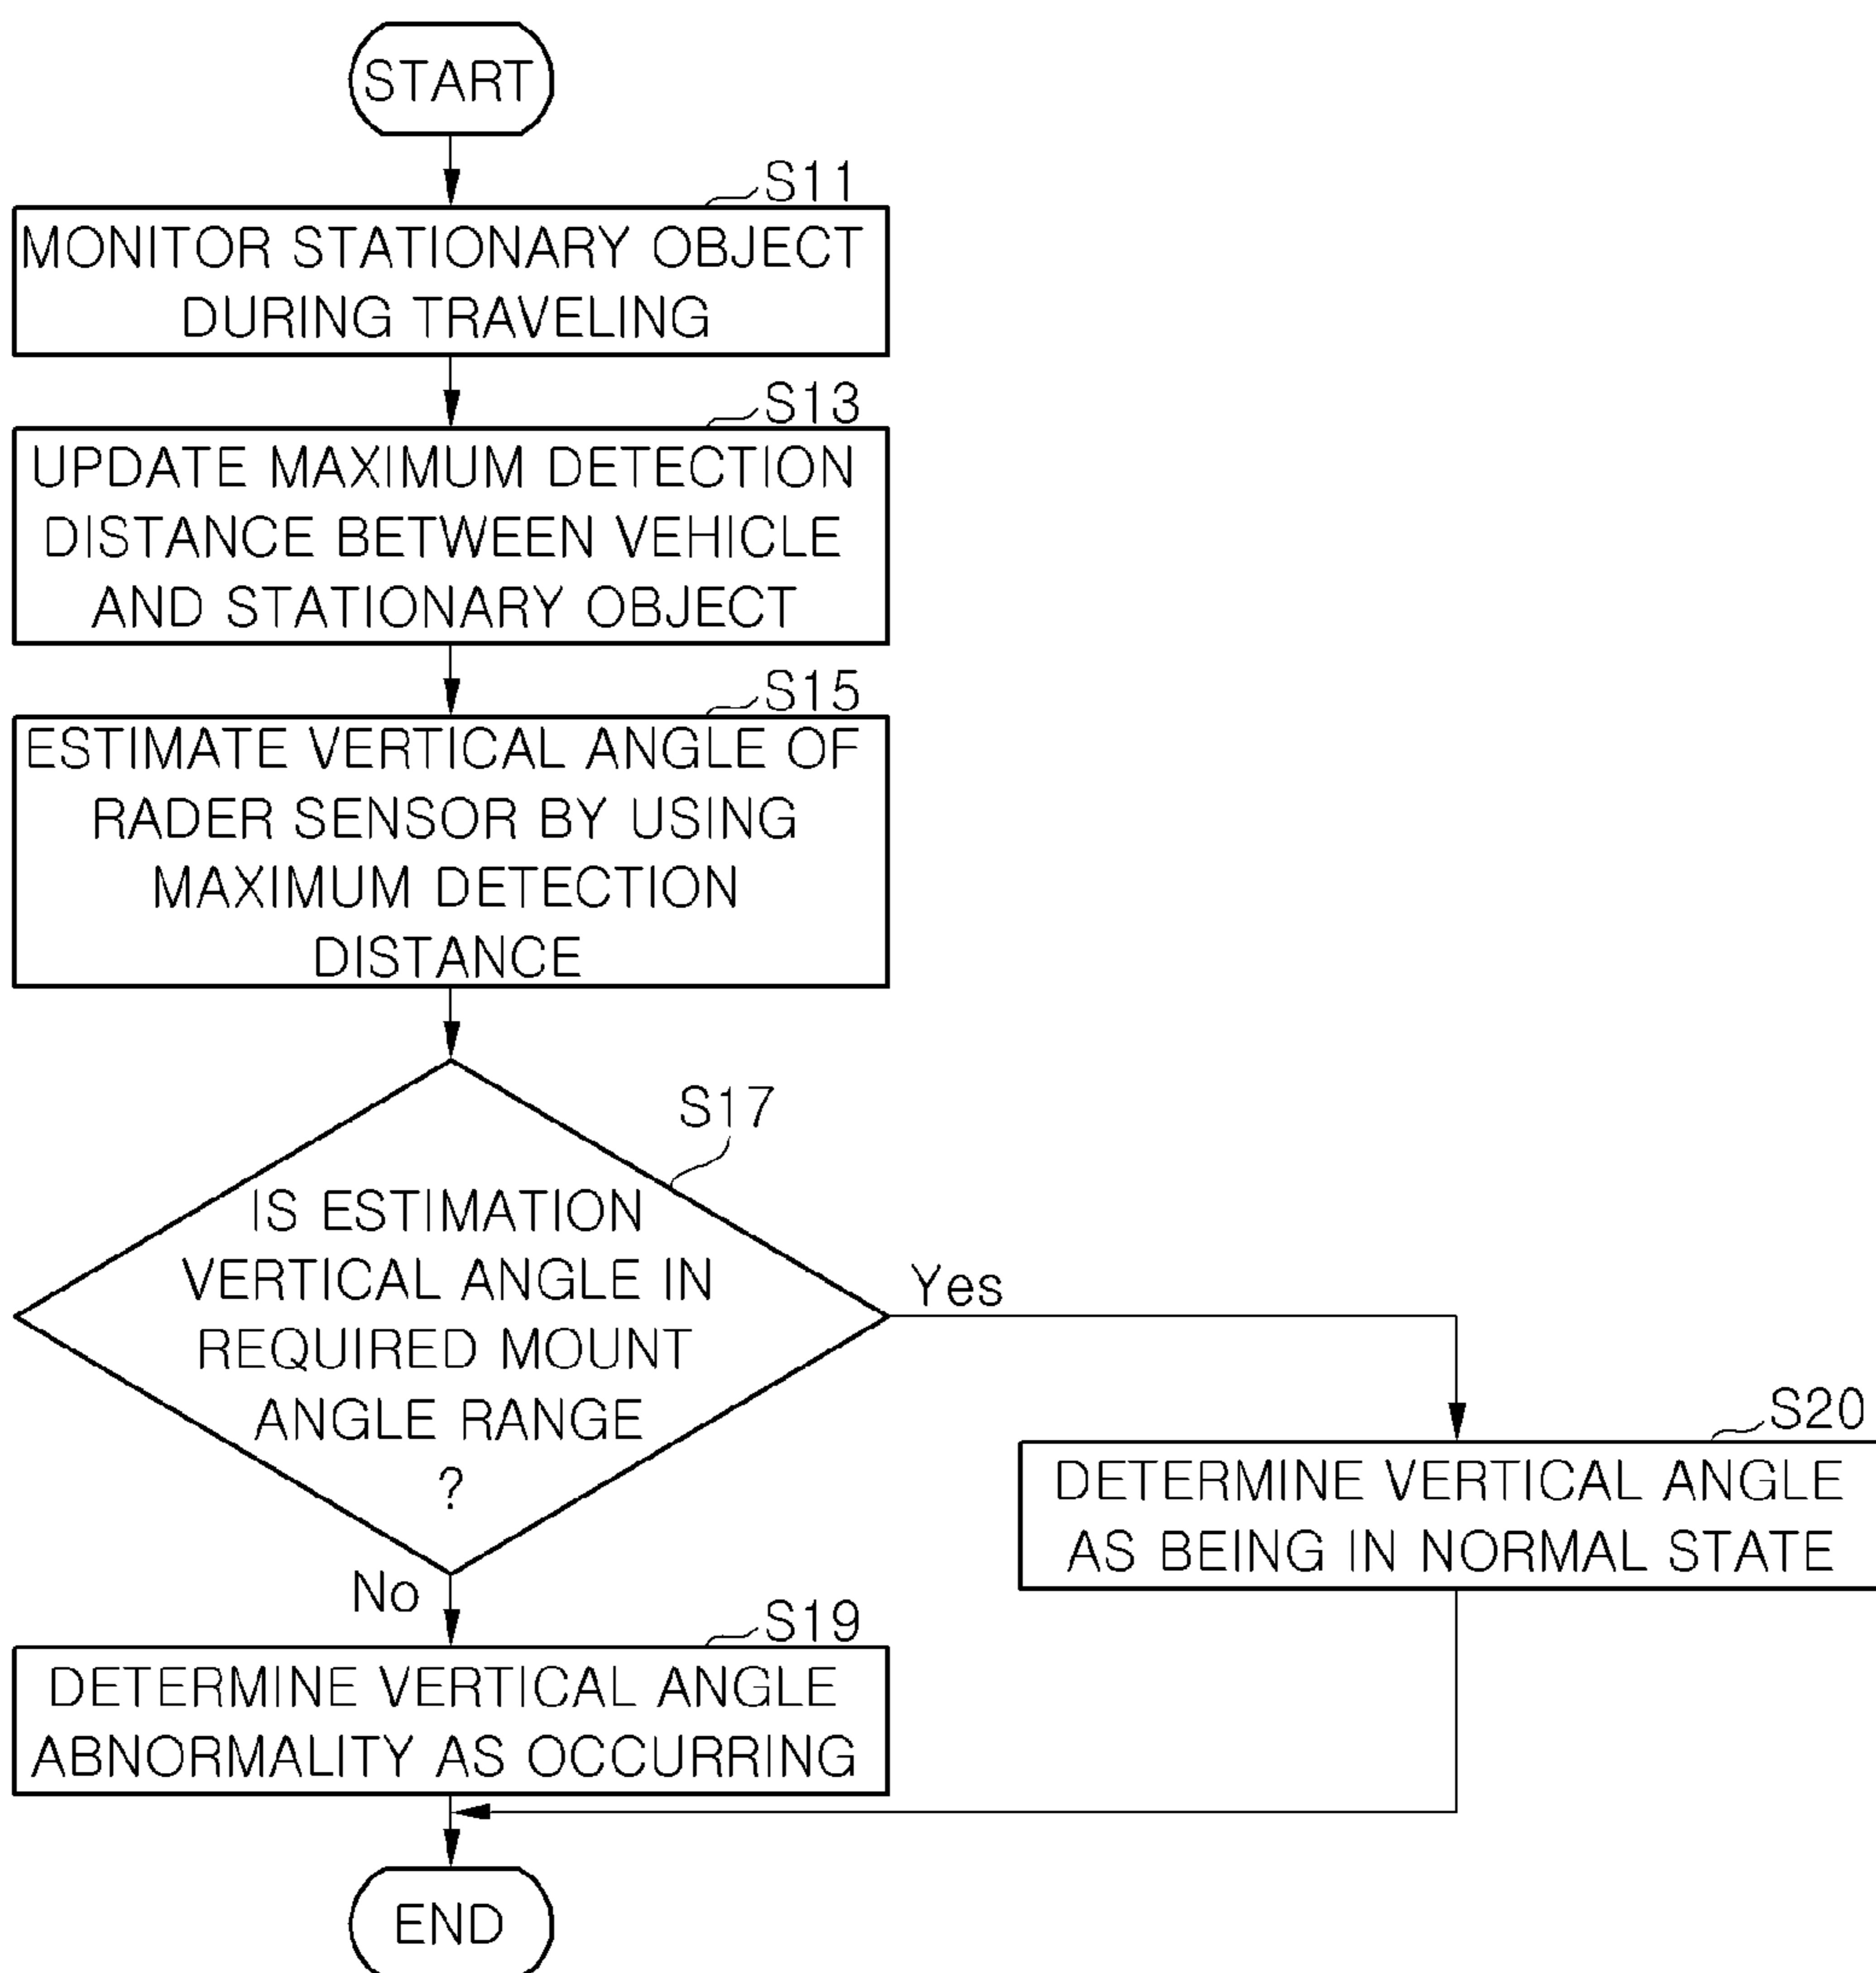 START
S11
MONITOR STATIONARY OBJECT
DURING TRAVELING
S13
UPDATE MAXIMUM DETECTION
DISTANCE BETWEEN VEHICLE
AND STATIONARY OBJECT
S15
ESTIMATE VERTICAL ANGLE OF
RADER SENSOR BY USING
MAXIMUM DETECTION
DISTANCE
S17
IS ESTIMATION
VERTICAL ANGLE IN
REQUIRED MOUNT
ANGLE RANGE
?
Yes
S20
DETERMINE VERTICAL ANGLE
AS BEING IN NORMAL STATE
No
S19
DETERMINE VERTICAL ANGLE
ABNORMALITY AS OCCURRING
END